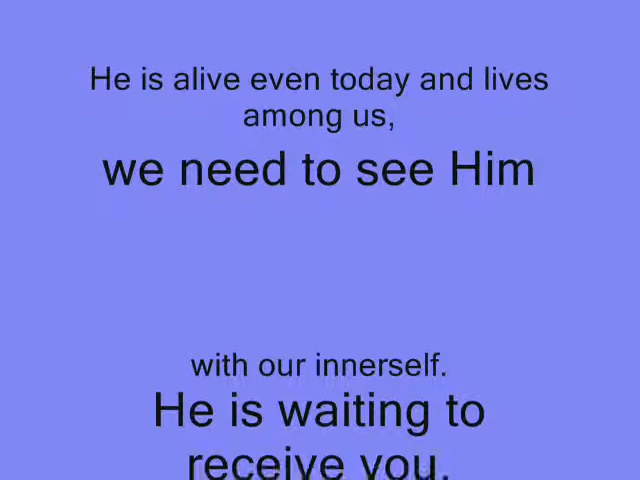 He is alive even today and lives
among us,
we need to see Him
with our innerself.
He is waiting to
receive you.